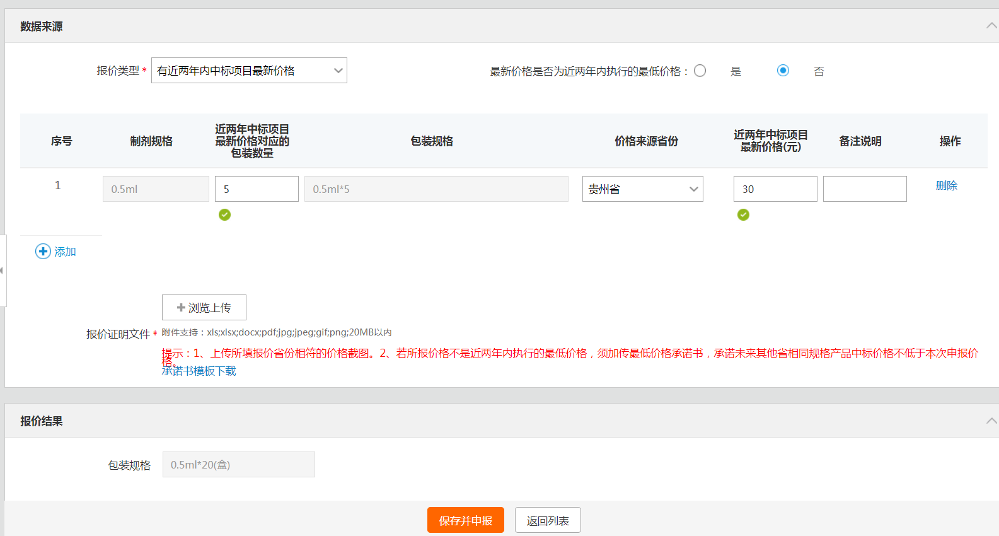 数据来源
报价类型 * 有近两年内中标项目最新价格 最新价格是否为近两年内执行的最低价格： 是 否
序号 制剂规格 近两年中标项目最新价格对应的包装数量 包装规格 价格来源省份 近两年中标项目最新价格(元) 备注说明 操作
1 0.5ml 5 0.5ml*5 贵州省 30 删除
添加
浏览上传
报价证明文件 * 附件支持：xls;xlsx;docx;pdf;jpg;jpeg;gif;png;20MB以内
提示：1、上传所填报价省份相符的价格截图。2、若所报价格不是近两年内执行的最低价格，须加传最低价格承诺书，承诺未来其他省相同规格产品中标价格不低于本次申报价
格。
承诺书模板下载
报价结果
包装规格 0.5ml*20(盒)
保存并申报 返回列表